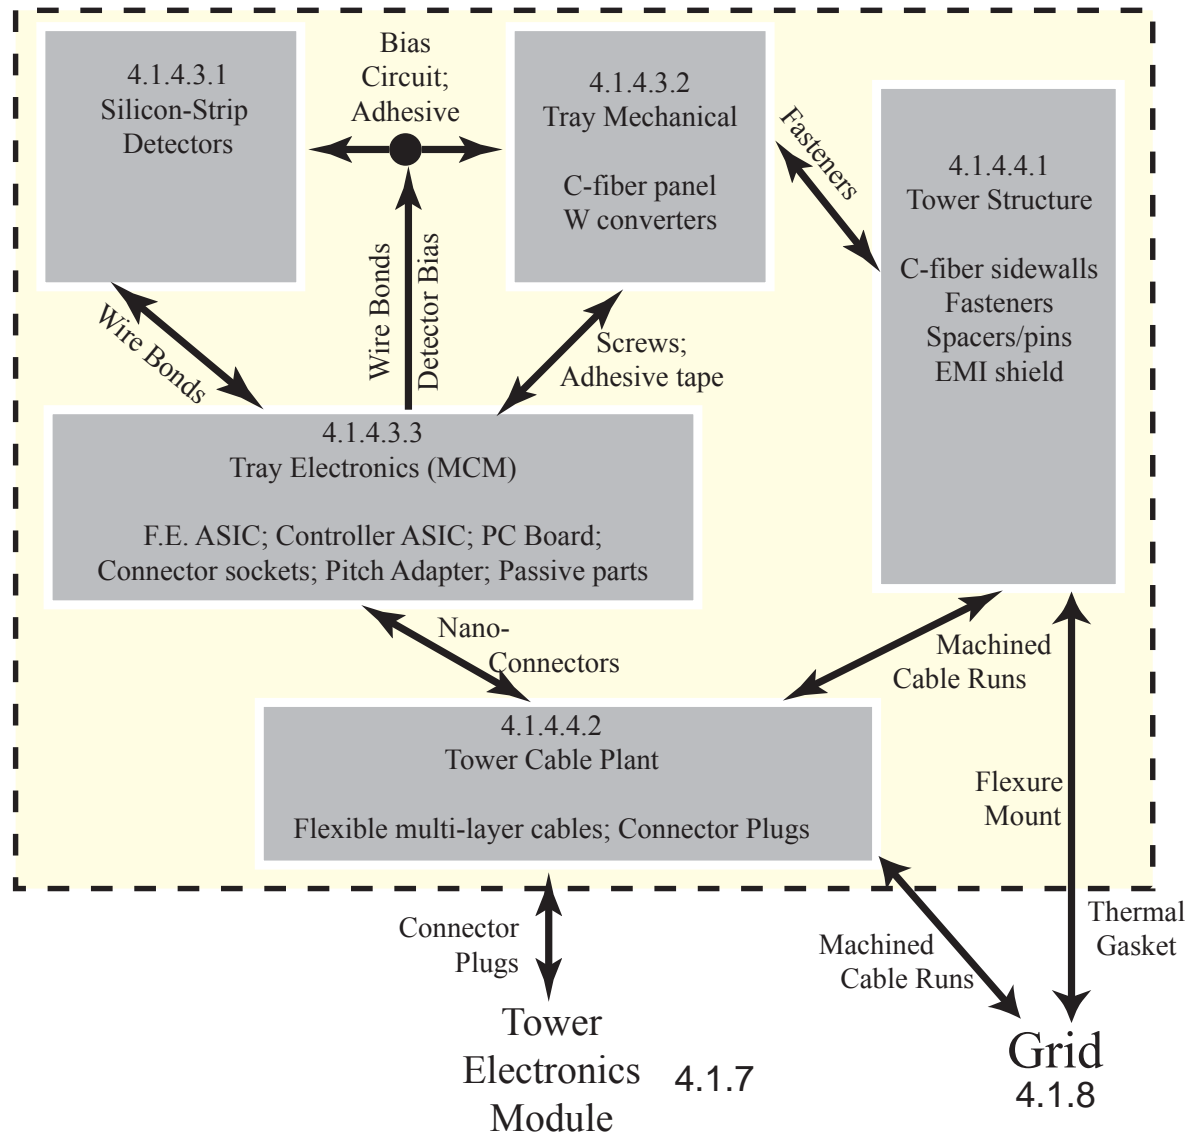 4.1.4.3.1
Silicon-Strip
Detectors
Bias
Circuit;
Adhesive
4.1.4.3.2
Tray Mechanical
C-fiber panel
W converters
Fasteners
4.1.4.4.1
Tower Structure
C-fiber sidewalls
Fasteners
Spacers/pins
EMI shield
Wire Bonds
Wire Bonds
Detector Bias
Screws;
Adhesive tape
4.1.4.3.3
Tray Electronics (MCM)
F.E. ASIC; Controller ASIC; PC Board;
Connector sockets; Pitch Adapter; Passive parts
Nano-
Connectors
Machined
Cable Runs
4.1.4.4.2
Tower Cable Plant
Flexible multi-layer cables; Connector Plugs
Flexure
Mount
Connector
Plugs
Machined
Cable Runs
Thermal
Gasket
Tower
Electronics
Module
4.1.7
Grid
4.1.8